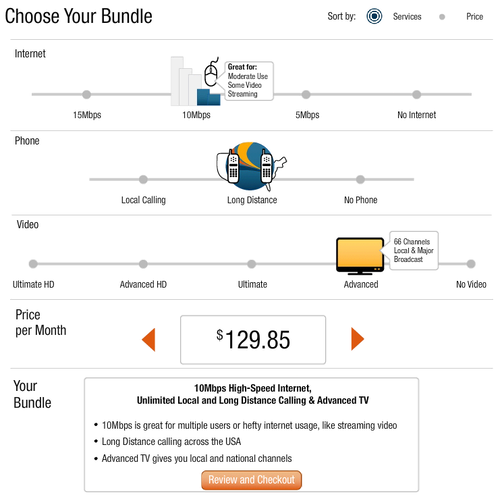 Choose Your Bundle
Sort by: Services Price
Internet
Great for:
Moderate Use
Some Video
Streaming
15Mbps 10Mbps 5Mbps No Internet
Phone
Local Calling Long Distance No Phone
Video
66 Channels
Local & Major
Broadcast
Ultimate HD Advanced HD Ultimate Advanced No Video
Price
per Month
$129.85
Your
Bundle
10Mbps High-Speed Internet,
Unlimited Local and Long Distance Calling & Advanced TV
• 10Mbps is great for multiple users or hefty internet usage, like streaming video
• Long Distance calling across the USA
• Advanced TV gives you local and national channels
Review and Checkout